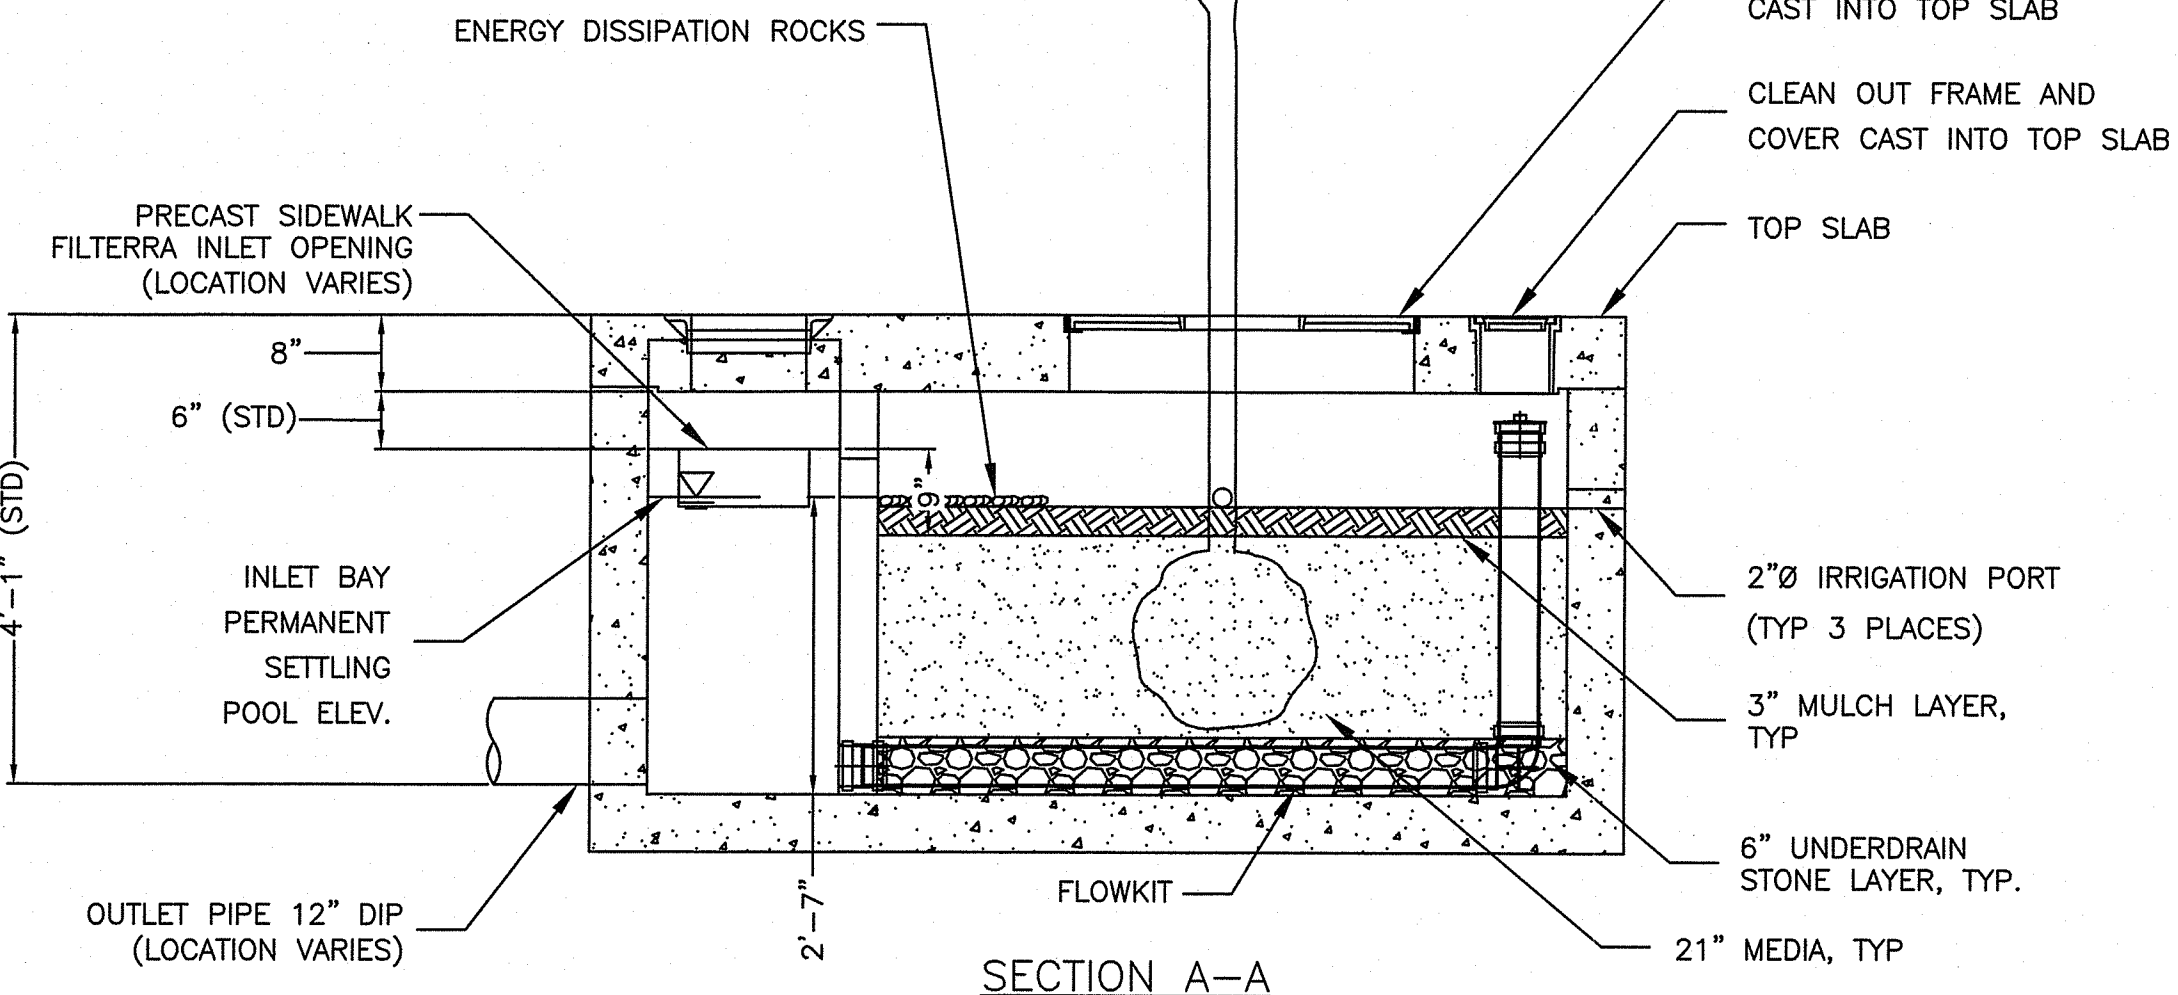 CAST INTO TOP SLAB
ENERGY DISSIPATION ROCKS
CLEAN OUT FRAME AND
COVER CAST INTO TOP SLAB
PRECAST SIDEWALK
FILTERRA INLET OPENING
(LOCATION VARIES)
TOP SLAB
8"
6" (STD)
4'-1" (STD)
9"
INLET BAY
PERMANENT
SETTLING
POOL ELEV.
2"Ø IRRIGATION PORT
(TYP 3 PLACES)
3" MULCH LAYER,
TYP
6" UNDERDRAIN
STONE LAYER, TYP.
FLOWKIT
2'-7"
OUTLET PIPE 12" DIP
(LOCATION VARIES)
21" MEDIA, TYP
SECTION A-A